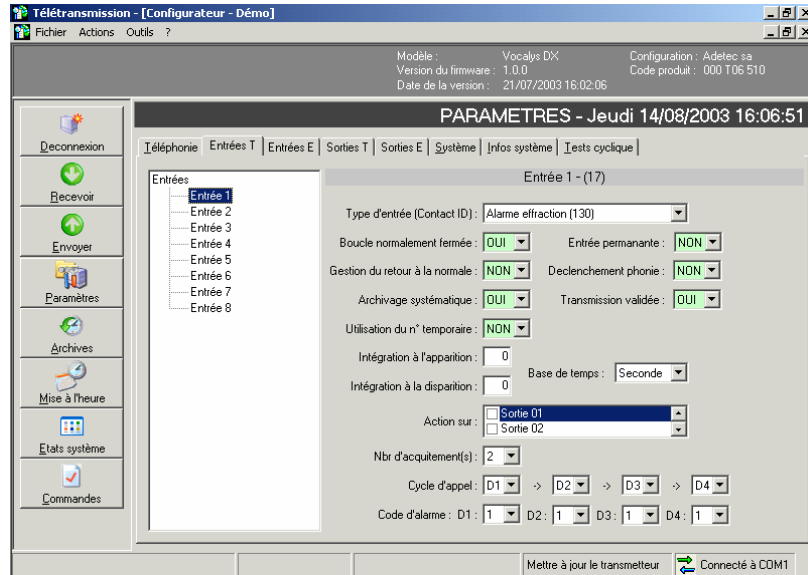 Télétransmission - [Configurateur - Démo]
Fichier Actions Outils ?
Modèle : Vocalys DX Configuration : Adetec sa
Version du firmware : 1.0.0 Code produit : 000 T06 510
Date de la version : 21/07/2003 16:02:06
PARAMETRES - Jeudi 14/08/2003 16:06:51
Deconnexion
Recevoir
Envoyer
Paramètres
Archives
Mise à l'heure
Etats système
Commandes
Téléphonie Entrées T Entrées E Sorties T Sorties E Système Infos système Tests cyclique
Entrées
Entrée 1
Entrée 2
Entrée 3
Entrée 4
Entrée 5
Entrée 6
Entrée 7
Entrée 8
Entrée 1 - (17)
Type d'entrée (Contact ID) : Alarme effraction (130)
Boucle normalement fermée : OUI Entrée permanante : NON
Gestion du retour à la normale : NON Declenchement phonie : NON
Archivage systématique : OUI Transmission validée : OUI
Utilisation du n° temporaire : NON
Intégration à l'apparition : 0
Base de temps : Seconde
Intégration à la disparition : 0
Action sur : Sortie 01
Sortie 02
Nbr d'acquitement(s) : 2
Cycle d'appel : D1 -> D2 -> D3 -> D4
Code d'alarme : D1 : 1 D2 : 1 D3 : 1 D4 : 1
Mettre à jour le transmetteur Connecté à COM1